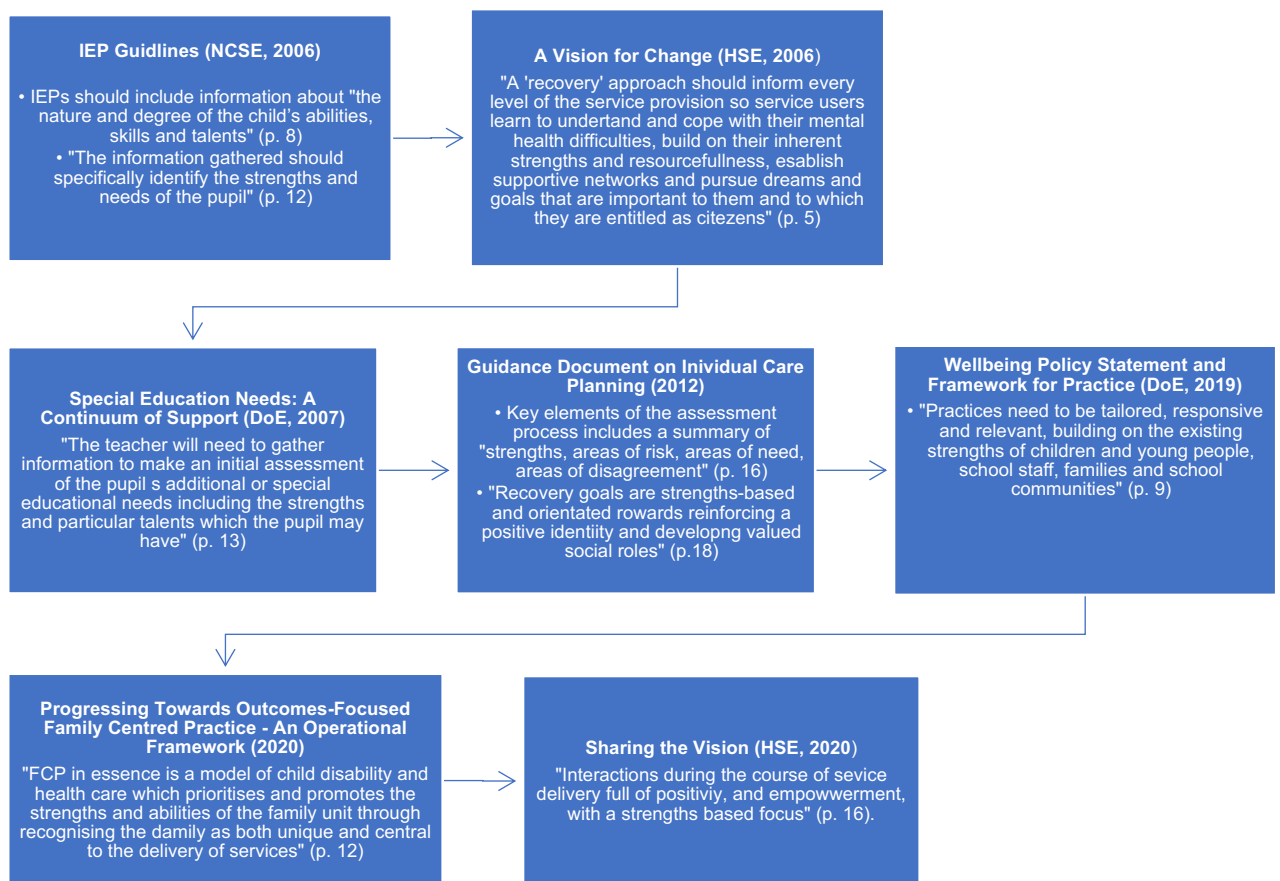 IEP Guidlines (NCSE, 2006)
• IEPs should include information about "the
nature and degree of the child's abilities,
skills and talents" (p. 8)
• "The information gathered should
specifically identify the strengths and
needs of the pupil" (p. 12)
A Vision for Change (HSE, 2006)
"A 'recovery' approach should inform every
level of the service provision so service users
learn to undertand and cope with their mental
health difficulties, build on their inherent
strengths and resourcefullness, esablish
supportive networks and pursue dreams and
goals that are important to them and to which
they are entitled as citezens" (p. 5)
Special Education Needs: A
Continuum of Support (DoE, 2007)
"The teacher will need to gather
information to make an initial assessment
of the pupil s additional or special
educational needs including the strengths
and particular talents which the pupil may
have" (p. 13)
Guidance Document on Inividual Care
Planning (2012)
• Key elements of the assessment
process includes a summary of
"strengths, areas of risk, areas of need,
areas of disagreement" (p. 16)
• "Recovery goals are strengths-based
and orientated rowards reinforcing a
positive identiity and developng valued
social roles" (p.18)
Wellbeing Policy Statement and
Framework for Practice (DoE, 2019)
• "Practices need to be tailored, responsive
and relevant, building on the existing
strengths of children and young people,
school staff, families and school
communities" (p. 9)
Progressing Towards Outcomes-Focused
Family Centred Practice - An Operational
Framework (2020)
"FCP in essence is a model of child disability and
health care which prioritises and promotes the
strengths and abilities of the family unit through
recognising the damily as both unique and central
to the delivery of services" (p. 12)
Sharing the Vision (HSE, 2020)
"Interactions during the course of sevice
delivery full of positiviy, and empowwerment,
with a strengths based focus" (p. 16).